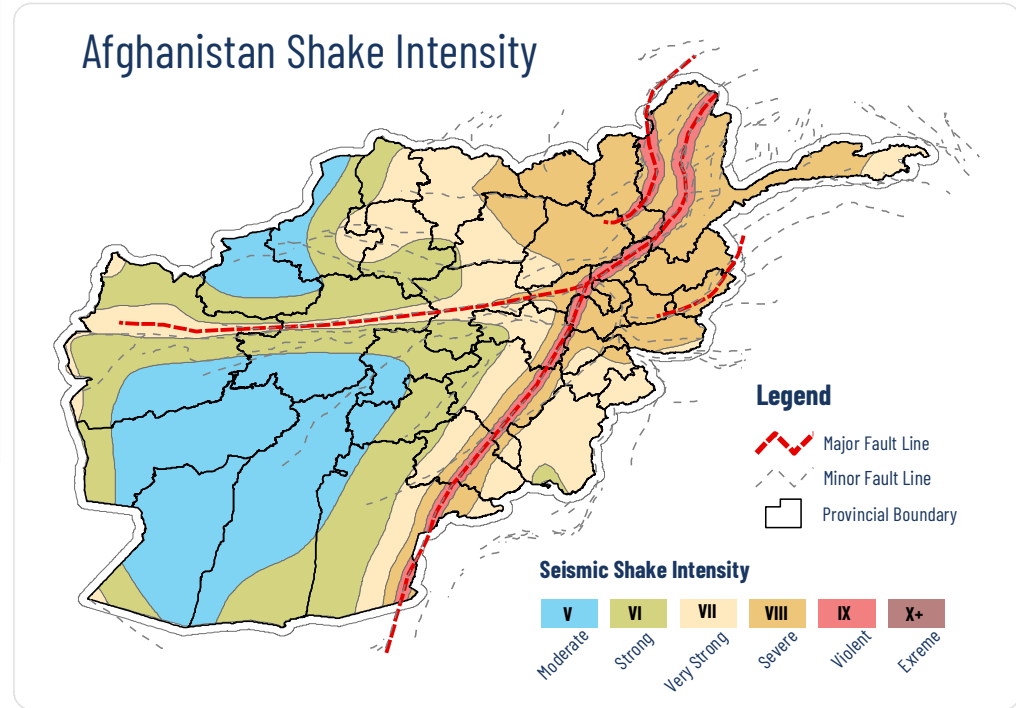 Afghanistan Shake Intensity
Legend
Major Fault Line
Minor Fault Line
Provincial Boundary
Seismic Shake Intensity
V VI VII VIII IX X+
Moderate Strong Very Strong Severe Violent Exreme